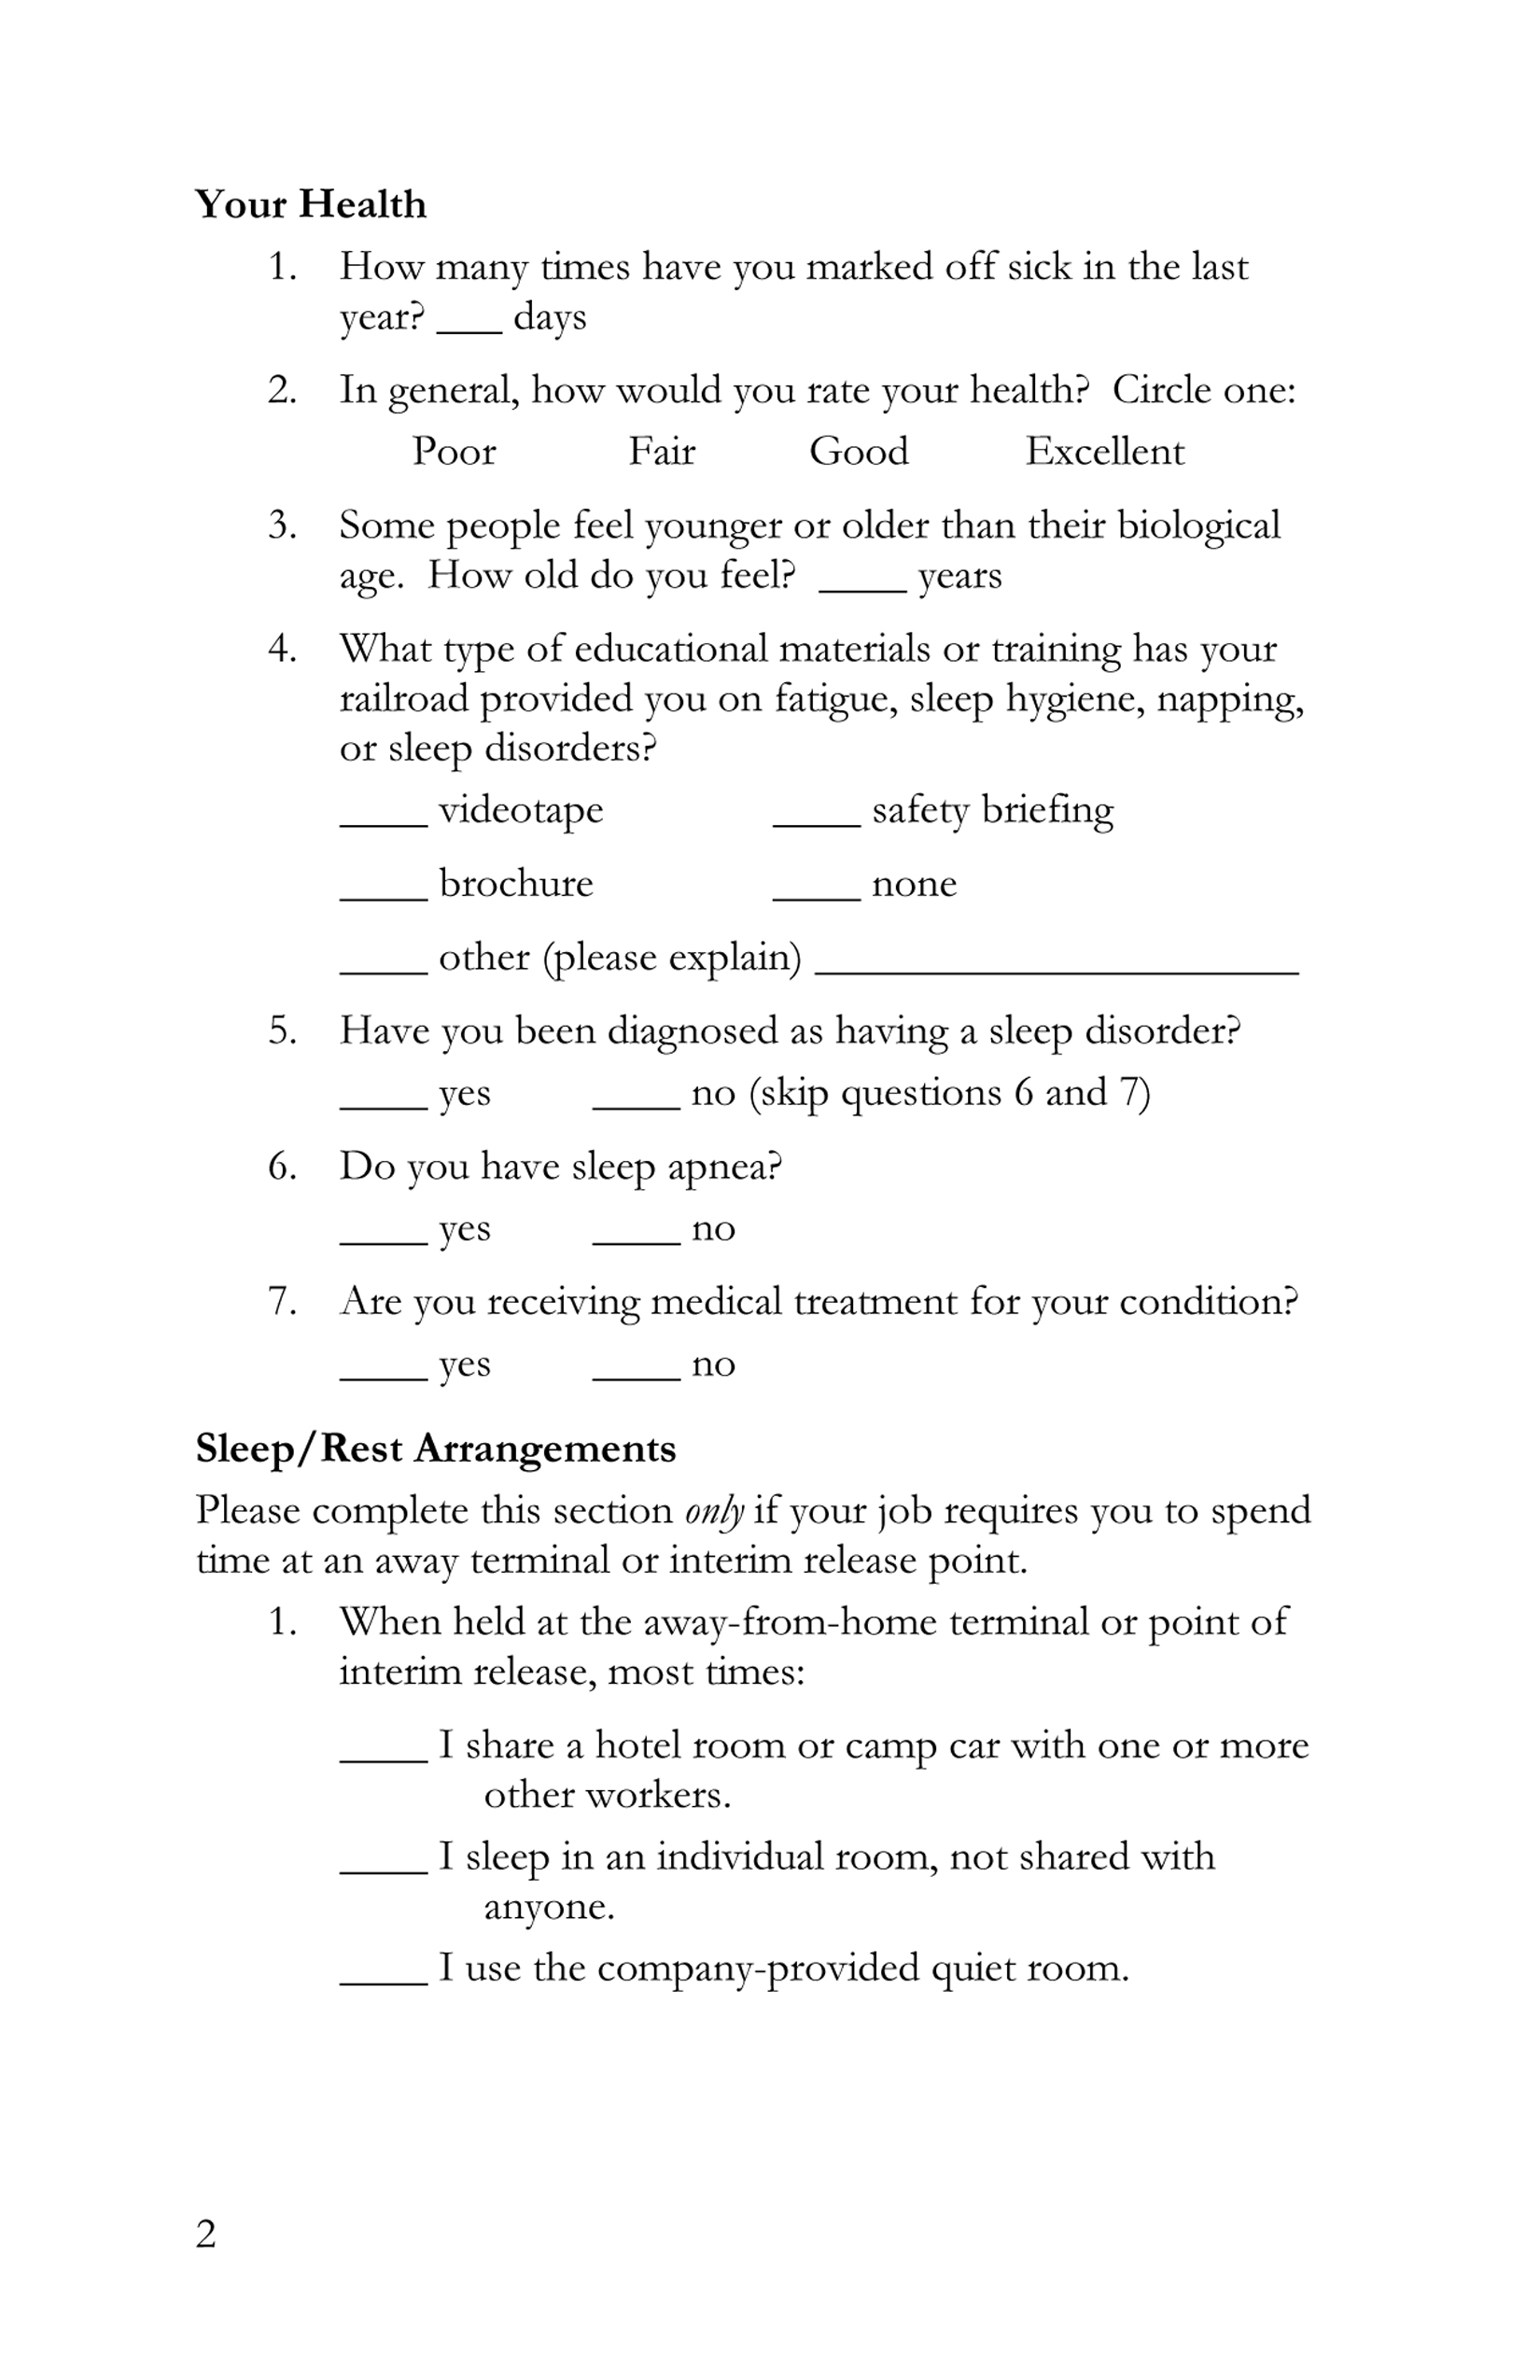 Your Health
1. How many times have you marked off sick in the last
year? ___ days
2. In general, how would you rate your health?  Circle one:
Poor Fair Good Excellent
3. Some people feel younger or older than their biological
age.  How old do you feel?  ____ years
4. What type of educational materials or training has your
railroad provided you on fatigue, sleep hygiene, napping,
or sleep disorders?
____ videotape ____ safety briefing
____ brochure ____ none
____ other (please explain) ______________________
5. Have you been diagnosed as having a sleep disorder?
____ yes ____ no (skip questions 6 and 7)
6. Do you have sleep apnea?
____ yes ____ no
7. Are you receiving medical treatment for your condition?
____ yes ____ no
Sleep/Rest Arrangements
Please complete this section only if your job requires you to spend
time at an away terminal or interim release point.
1. When held at the away-from-home terminal or point of
interim release, most times:
____ I share a hotel room or camp car with one or more
other workers.
____ I sleep in an individual room, not shared with
anyone.
____ I use the company-provided quiet room.
2